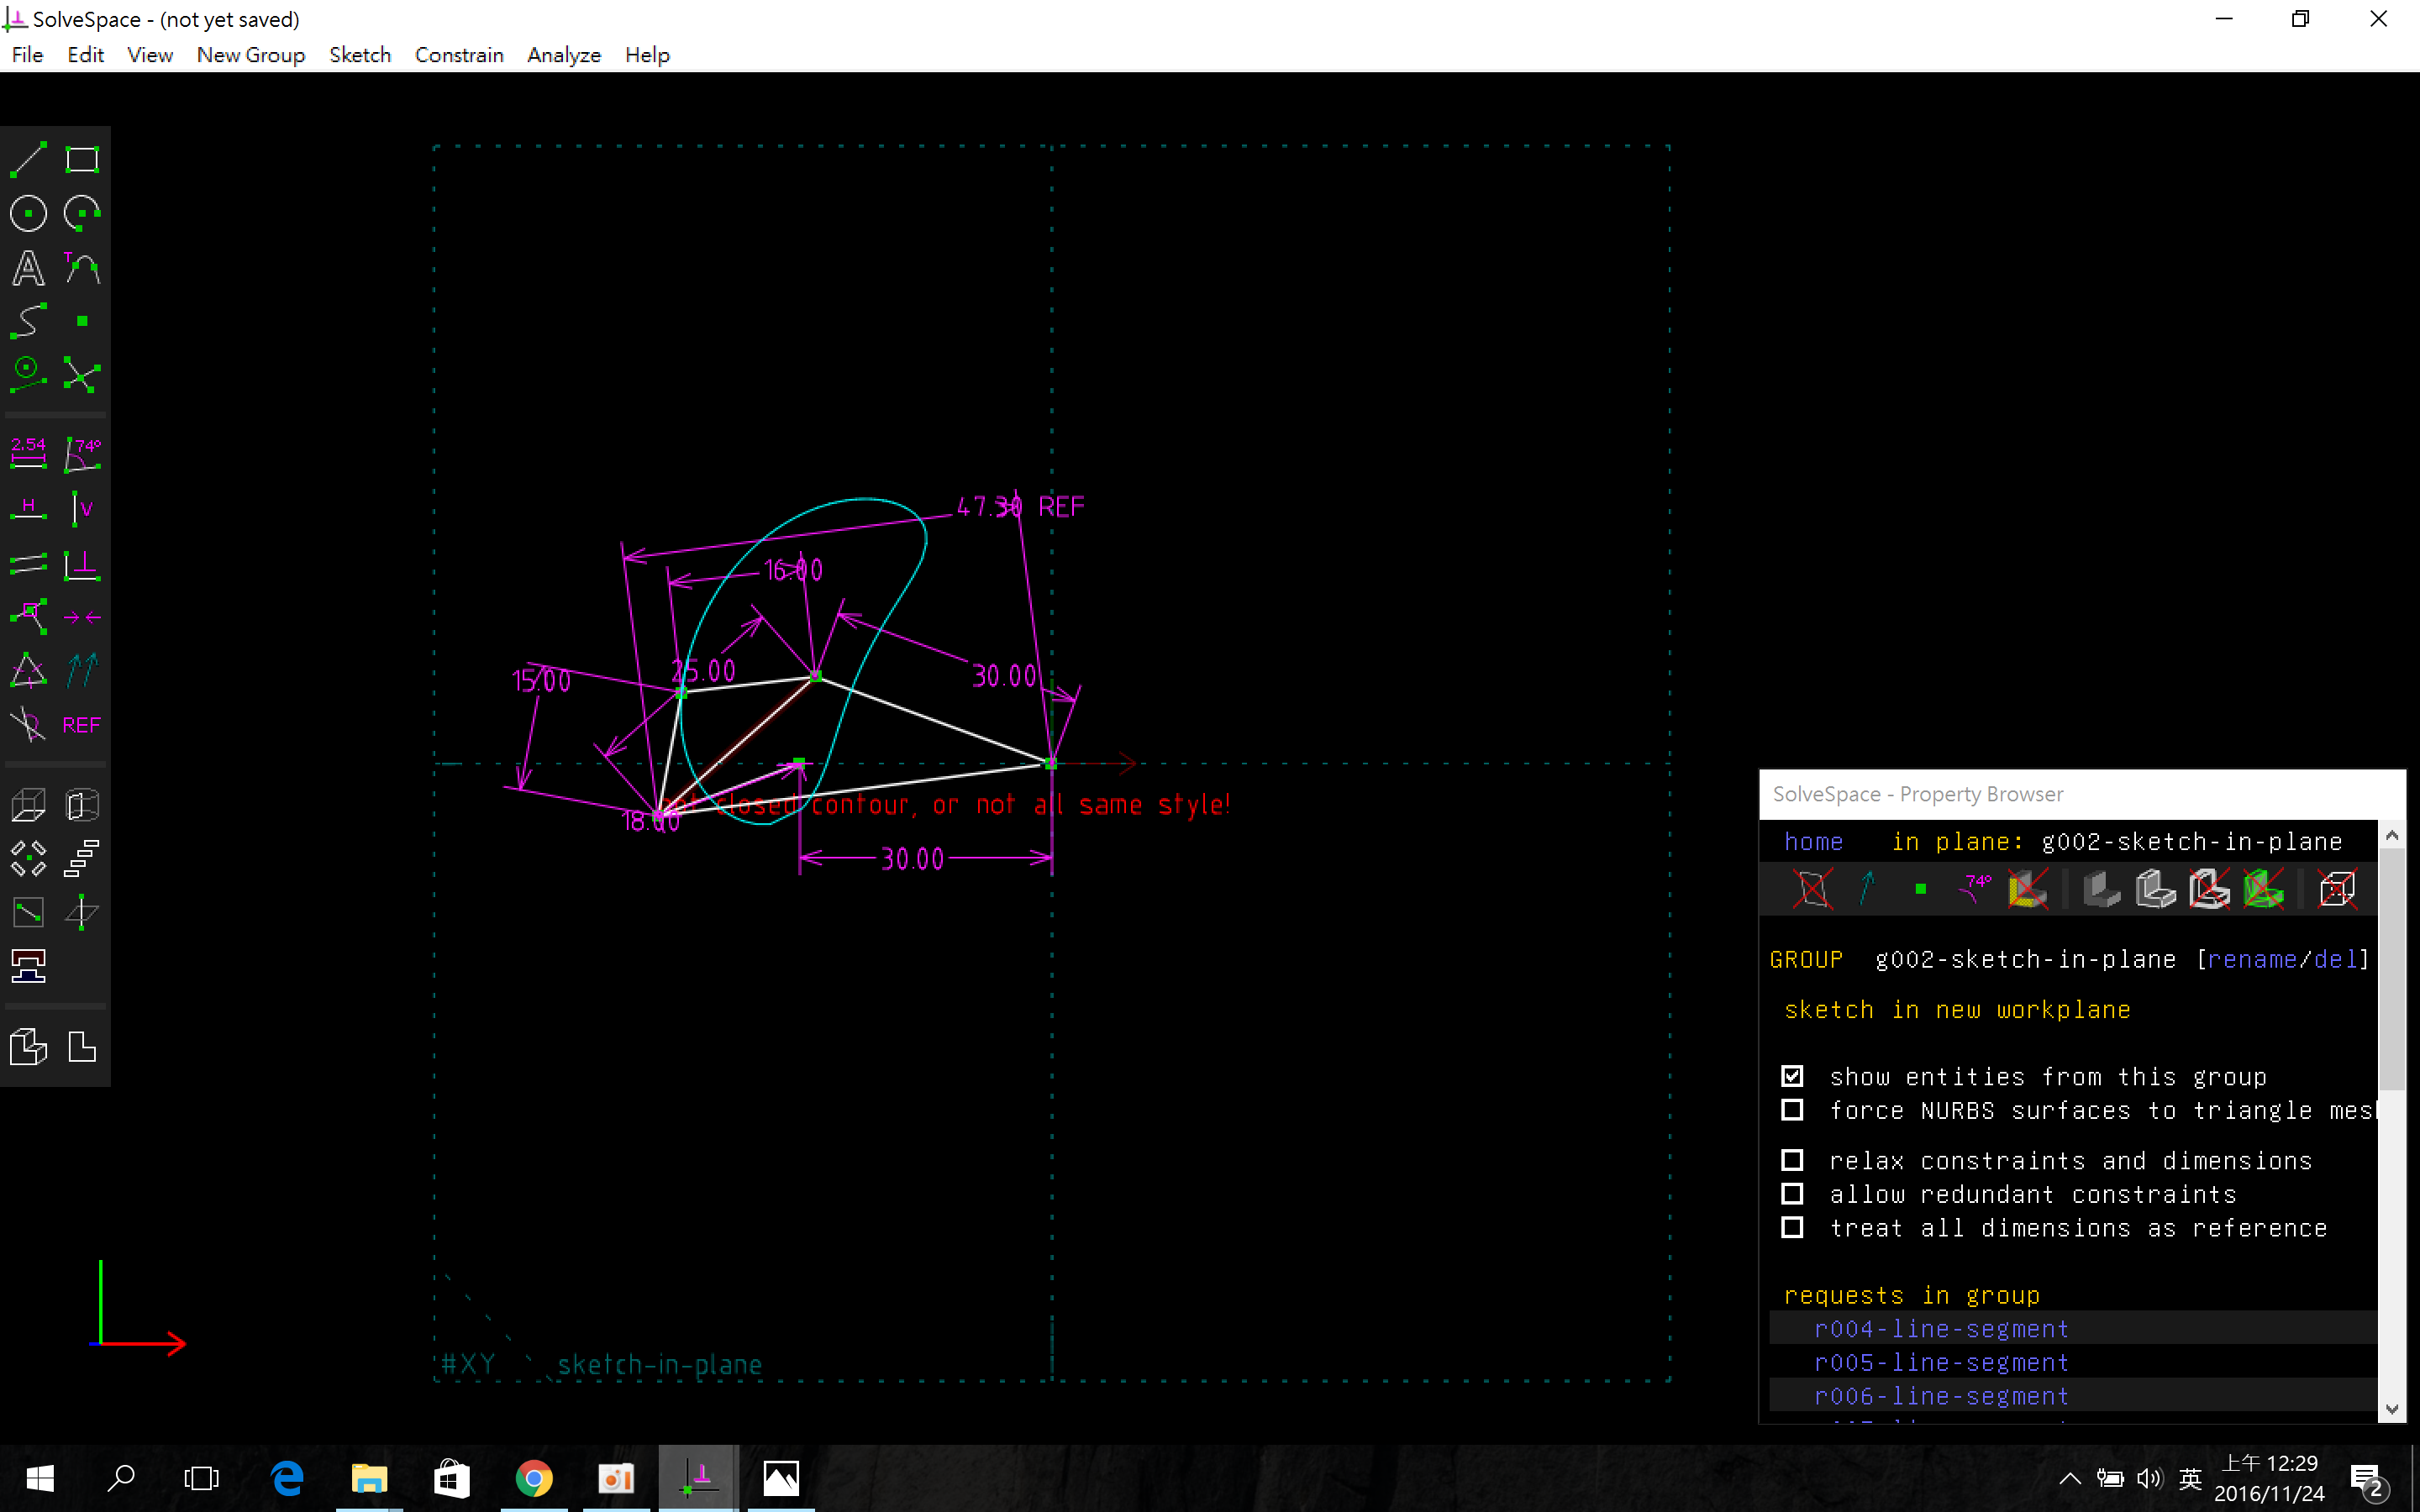 SolveSpace - (not yet saved)
File Edit View New Group Sketch Constrain Analyze Help
A T
2.54 74°
H V
REF
47.30 REF
16.00
25.00
15.00
30.00
not closed contour, or not all same style!
18.00
30.00
#XY sketch-in-plane
SolveSpace - Property Browser
home in plane: g002-sketch-in-plane
74°
GROUP g002-sketch-in-plane [rename/del]
sketch in new workplane
show entities from this group
force NURBS surfaces to triangle mesh
relax constraints and dimensions
allow redundant constraints
treat all dimensions as reference
requests in group
r004-line-segment
r005-line-segment
r006-line-segment
英
上午 12:29
2016/11/24
2